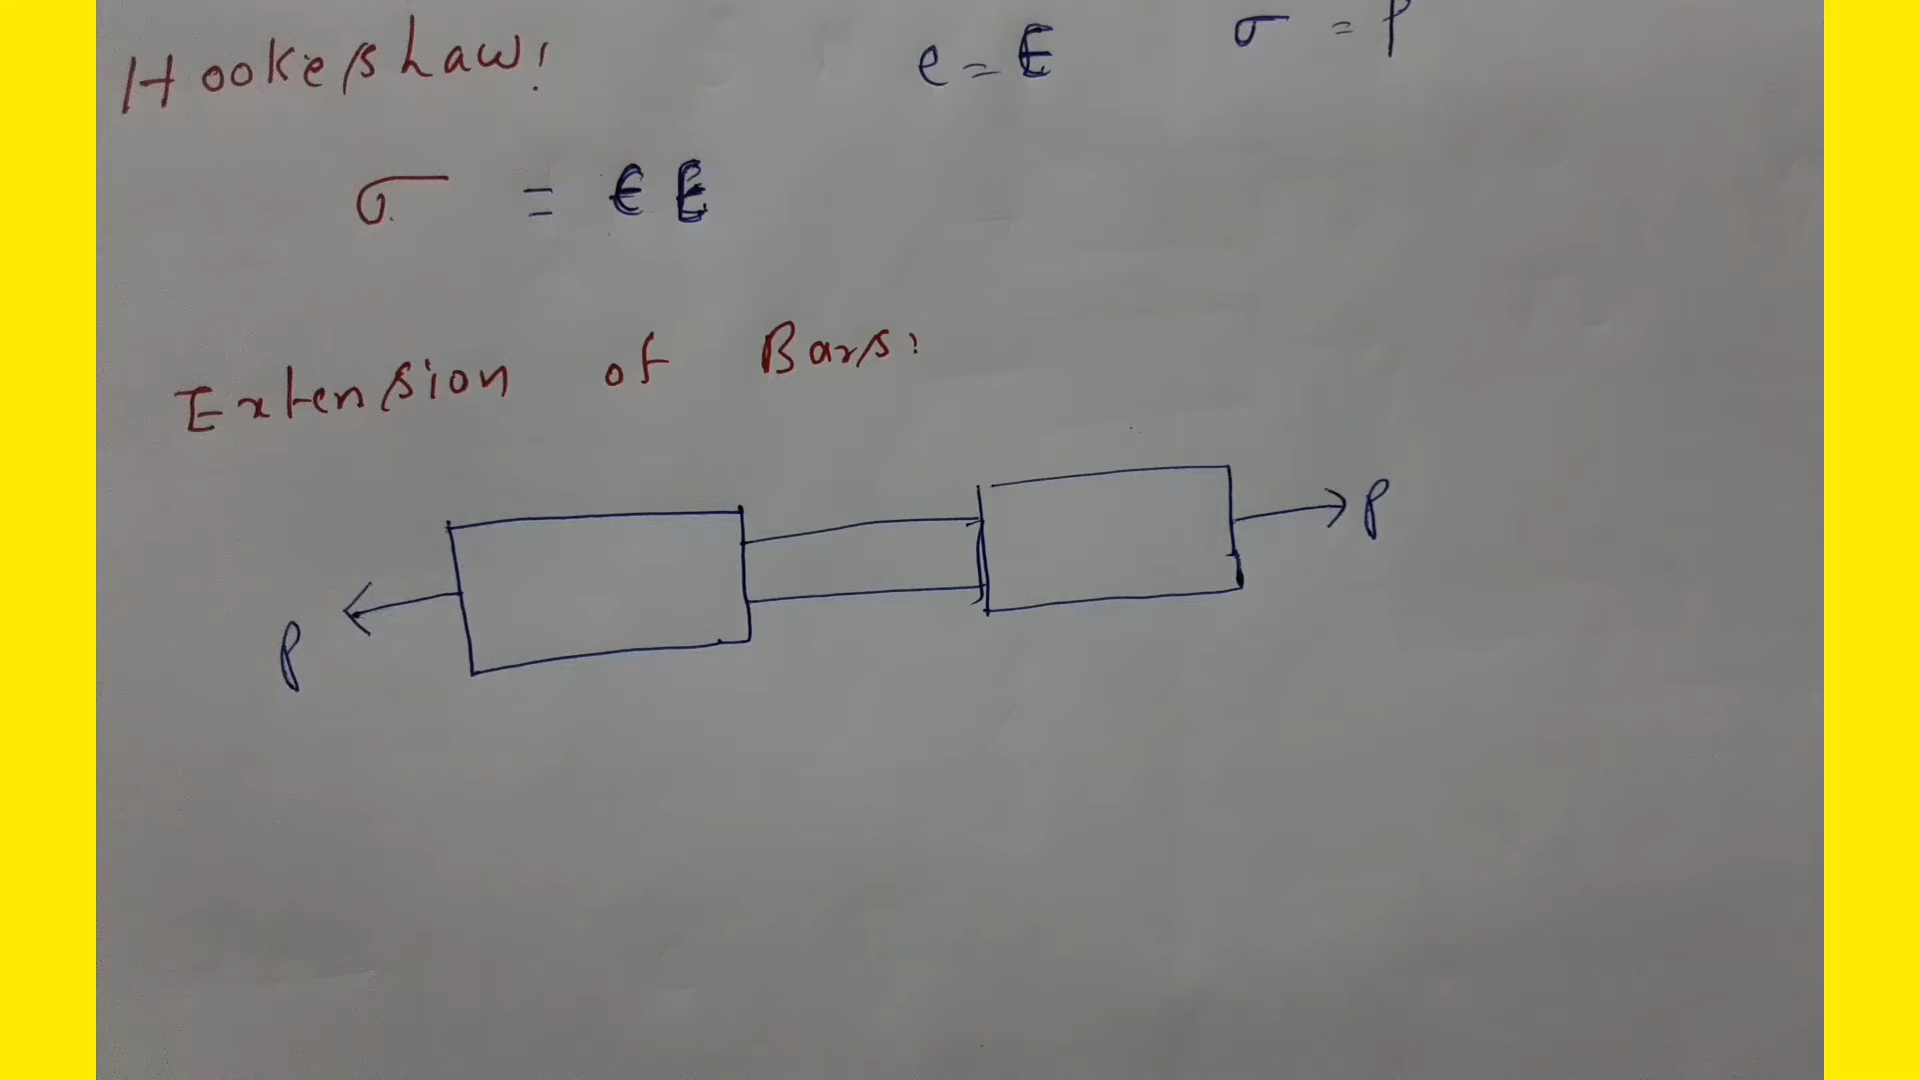 Hooke's Law:
e = E σ = P
σ = ϵ E
Extension of Bars:
P
P